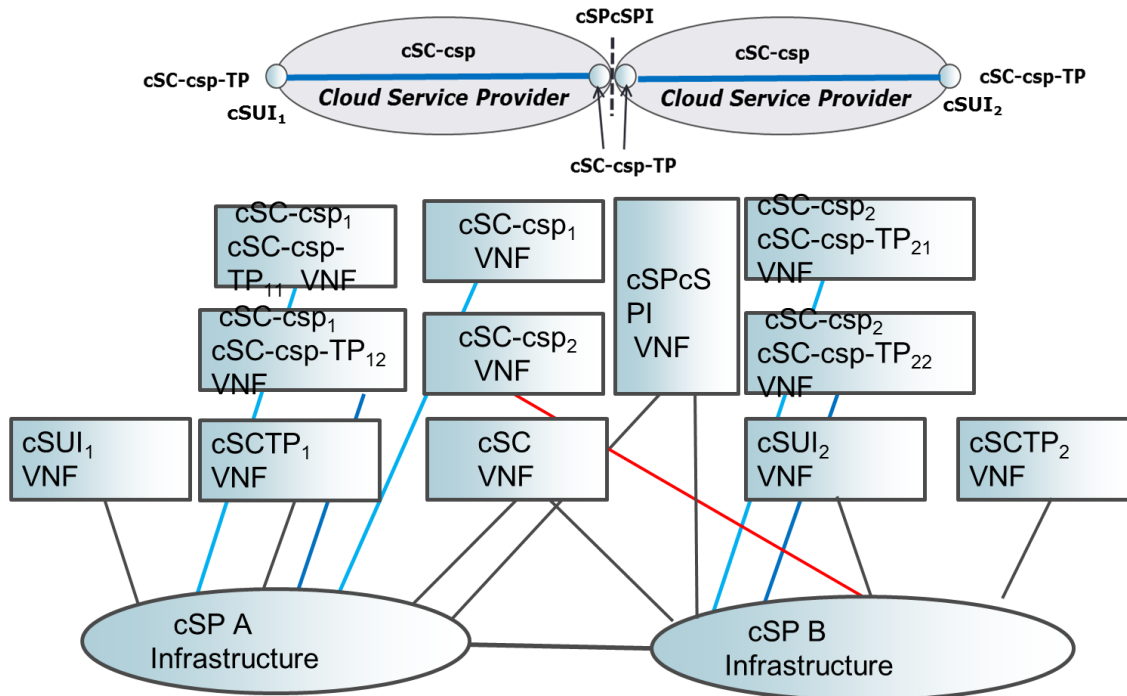 cSPcSPI
cSC-csp
cSC-csp
cSC-csp-TP
cSC-csp-TP
Cloud Service Provider
Cloud Service Provider
cSUI₁
cSUI₂
cSC-csp-TP
cSC-csp₁
cSC-csp-
TP₁₁ VNF
cSC-csp₁
VNF
cSPcS
PI
VNF
cSC-csp₂
cSC-csp-TP₂₁
VNF
cSC-csp₁
cSC-csp-TP₁₂
VNF
cSC-csp₂
VNF
cSC-csp₂
cSC-csp-TP₂₂
VNF
cSUI₁
VNF
cSCTP₁
VNF
cSC
VNF
cSUI₂
VNF
cSCTP₂
VNF
cSP A
Infrastructure
cSP B
Infrastructure